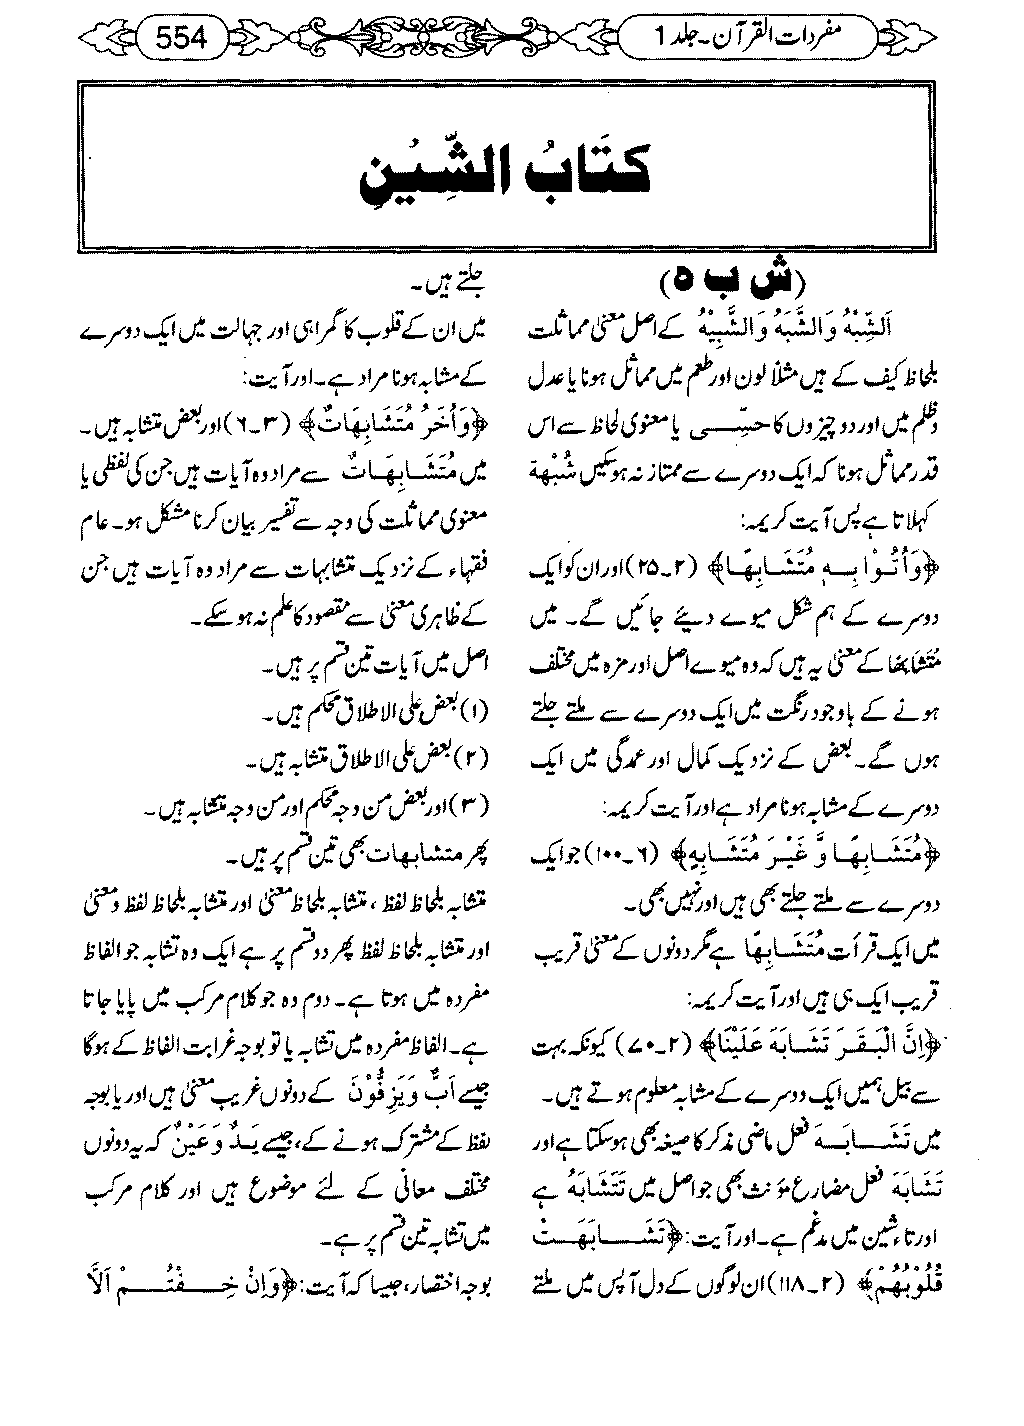 مفردات القرآن۔جلد 1
554
كتَابُ الشِّيُنِ
(ش ب ہ)
اَلشِّبْهُ وَالشَّبَهُ وَالشَّبِيْهُ کے اصل معنی مماثلت
بلحاظ کیف کے ہیں مثلاً لون اور طعم میں مماثل ہونا یا عدل
و ظلم میں اور دو چیزوں کا حسّی یا معنوی لحاظ سے اس
قدر مماثل ہونا کہ ایک دوسرے سے ممتاز نہ ہو سکیں شُبْهة
کہلاتا ہے پس آیت کریمہ:
﴿وَاُتُوْا بِهٖ مُتَشَابِهًا﴾ (۲۔۲۵) اور ان کو ایک
دوسرے کے ہم شکل میوے دیئے جائیں گے۔ میں
مُتَشَابِھًا کے معنی یہ ہیں کہ وہ میوے اصل اور مزہ میں مختلف
ہونے کے باوجود رنگت میں ایک دوسرے سے ملتے جلتے
ہوں گے۔ بعض کے نزدیک کمال اور عمدگی میں ایک
دوسرے کے مشابہ ہونا مراد ہے اور آیت کریمہ:
﴿مُتَشَابِهًا وَّ غَيْرَ مُتَشَابِهٍ﴾ (۶۔۱۰۰) جو ایک
دوسرے سے ملتے جلتے بھی ہیں اور نہیں بھی۔
میں ایک قرأت مُتَشَابِهًا ہے مگر دونوں کے معنی قریب
قریب ایک ہی ہیں اور آیت کریمہ:
﴿اِنَّ الْبَقَرَ تَشَابَهَ عَلَيْنَا﴾ (۲۔۷۰) کیونکہ بہت
سے بیل ہمیں ایک دوسرے کے مشابہ معلوم ہوتے ہیں۔
میں تَشَابَهَ فعل ماضی مذکر کا صیغہ بھی ہو سکتا ہے اور
تَشَابَهُ فعل مضارع مؤنث بھی جو اصل میں تَتَشَابَهُ ہے
اور تاء شین میں مدغم ہے۔ اور آیت: ﴿تَشَابَهَتْ
قُلُوْبُهُمْ﴾ (۲۔۱۱۸) ان لوگوں کے دل آپس میں ملتے
جلتے ہیں۔
میں ان کے قلوب کا گمراہی اور جہالت میں ایک دوسرے
کے مشابہ ہونا مراد ہے۔ اور آیت:
﴿وَاُخَرُ مُتَشَابِهَاتٌ﴾ (۳۔۶) اور بعض متشابہ ہیں۔
میں مُتَشَابِهَاتٌ سے مراد وہ آیات ہیں جن کی لفظی یا
معنوی مماثلت کی وجہ سے تفسیر بیان کرنا مشکل ہو۔ عام
فقہاء کے نزدیک متشابہات سے مراد وہ آیات ہیں جن
کے ظاہری معنی سے مقصود کا علم نہ ہو سکے۔
اصل میں آیات تین قسم پر ہیں۔
(۱) بعض علی الاطلاق محکم ہیں۔
(۲) بعض علی الاطلاق متشابہ ہیں۔
(۳) اور بعض من وجہ محکم اور من وجہ متشابہ ہیں۔
پھر متشابہات بھی تین قسم پر ہیں۔
متشابہ بلحاظ لفظ، متشابہ بلحاظ معنی اور متشابہ بلحاظ لفظ و معنی
اور متشابہ بلحاظ لفظ پھر دو قسم پر ہے ایک وہ تشابہ جو الفاظ
مفردہ میں ہوتا ہے۔ دوم وہ جو کلام مرکب میں پایا جاتا
ہے۔ الفاظ مفردہ میں تشابہ یا تو بوجہ غرابت الفاظ کے ہوگا
جیسے اَبٌّ وَيَزِفُّوْنَ کے دونوں غریب معنی ہیں اور یا بوجہ
لفظ کے مشترک ہونے کے، جیسے يَدٌ وَ عَيْنٌ کہ یہ دونوں
مختلف معانی کے لئے موضوع ہیں اور کلام مرکب
میں تشابہ تین قسم پر ہے۔
بوجہ اختصار، جیسا کہ آیت: ﴿وَاِنْ خِفْتُمْ اَلَّا